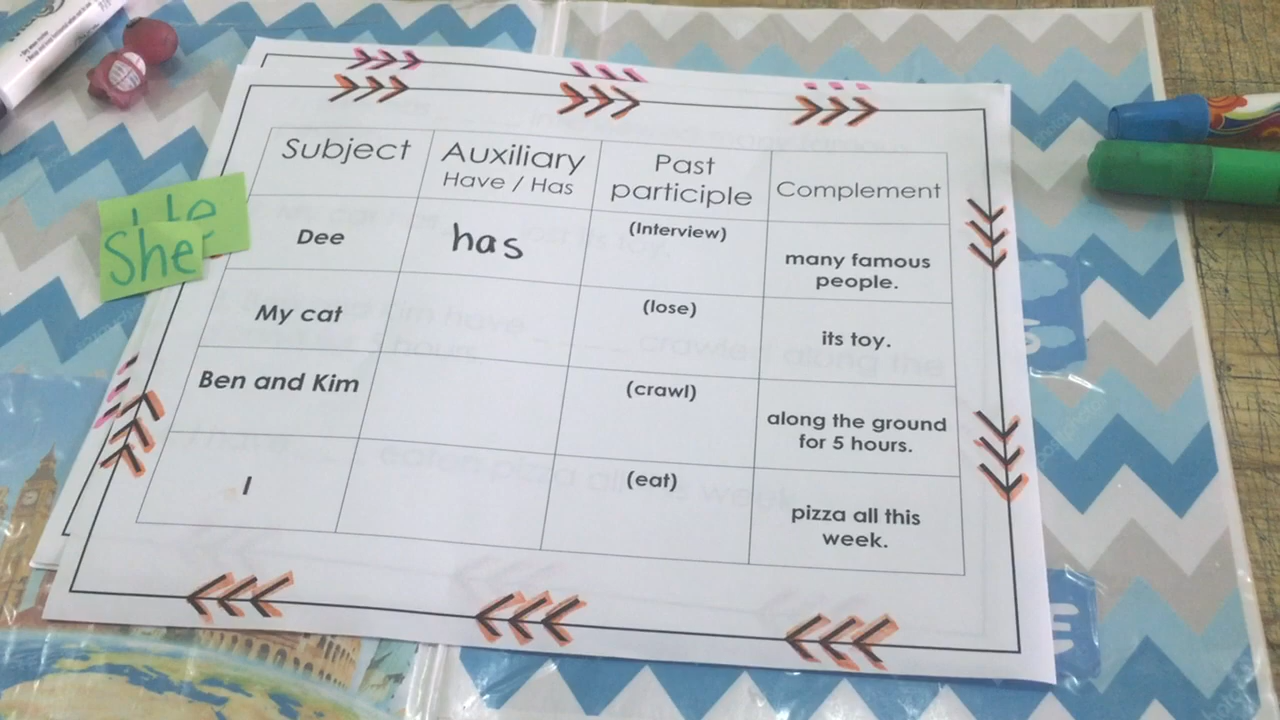 Subject
Auxiliary
Have / Has
Past
participle
Complement
He
She
Dee
has
(Interview)
many famous
people.
My cat
(lose)
its toy.
Ben and Kim
(crawl)
along the ground
for 5 hours.
I
(eat)
pizza all this
week.